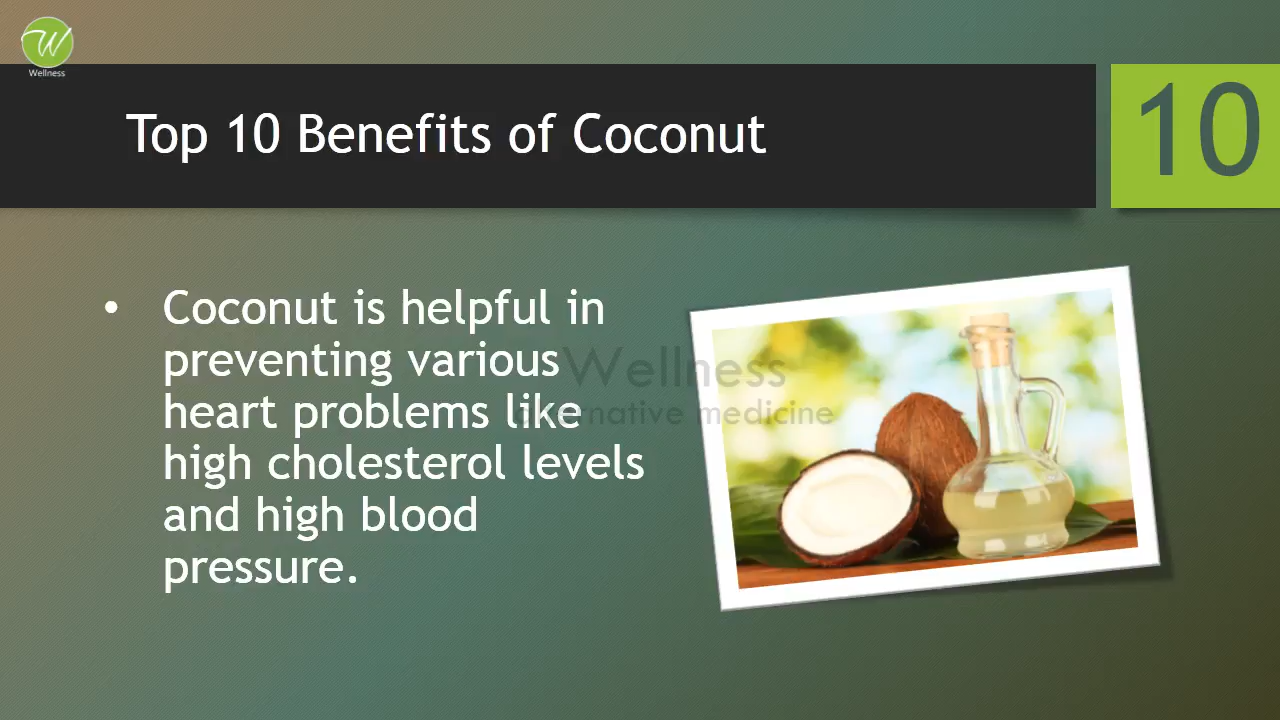 W
Wellness
Top 10 Benefits of Coconut
10
• Coconut is helpful in
preventing various
heart problems like
high cholesterol levels
and high blood
pressure.
Wellness
alternative medicine